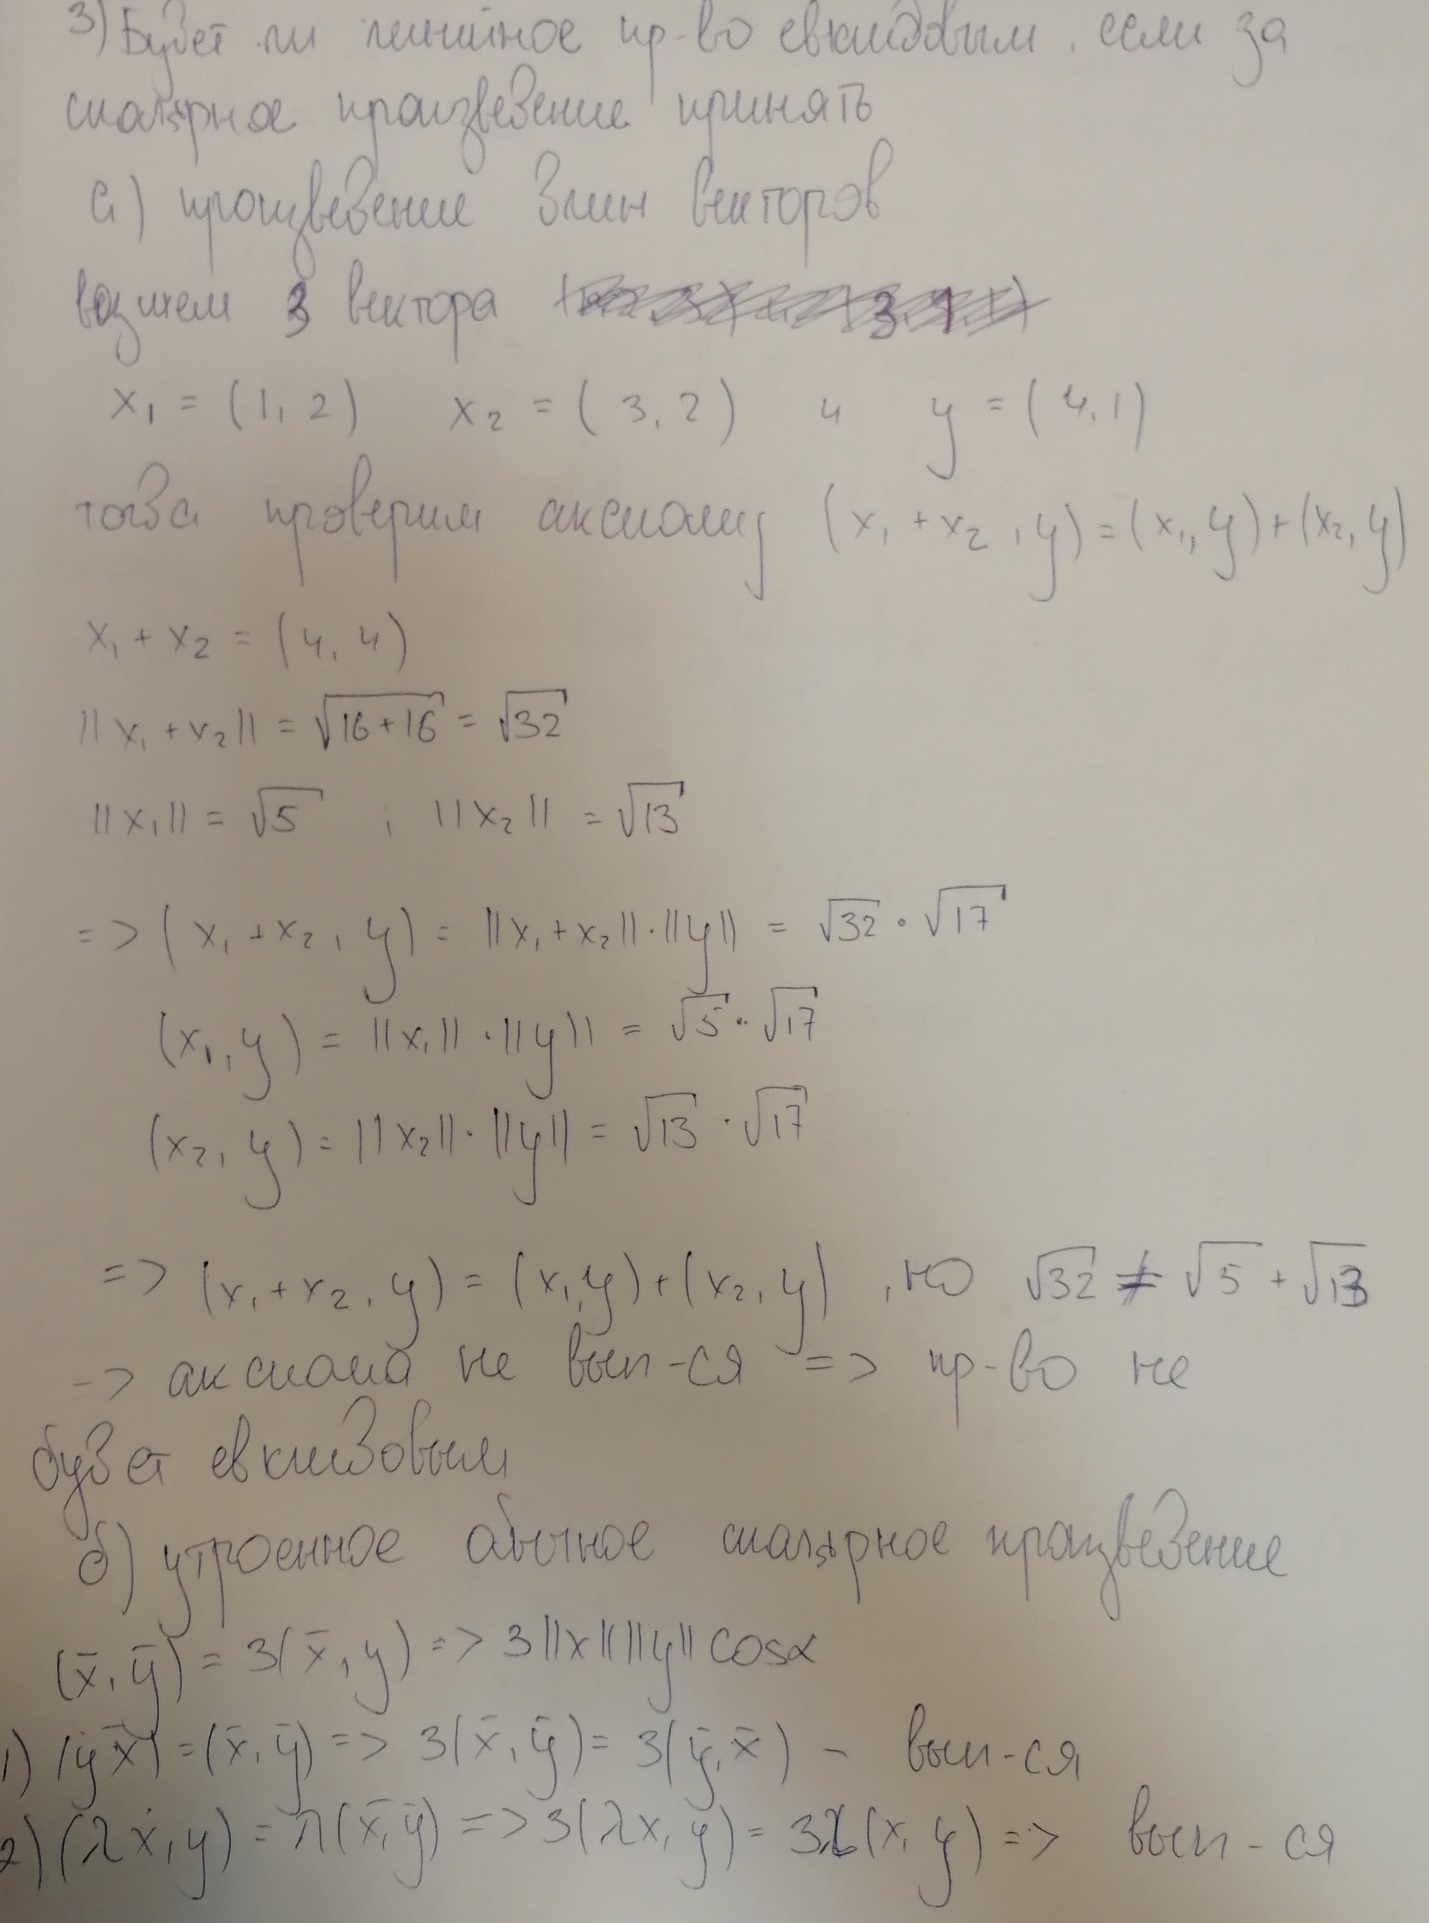 3) Будет ли линейное пр-во евклидовым, если за
скалярное произведение принять
а) произведение длин векторов
возьмем 3 вектора
x₁ = (1, 2) x₂ = (3, 2) и y = (4, 1)
тогда проверим аксиому (x₁ + x₂, y) = (x₁, y) + (x₂, y)
x₁ + x₂ = (4, 4)
||x₁ + x₂|| = √(16+16) = √32
||x₁|| = √5 ; ||x₂|| = √13
=> (x₁ + x₂, y) = ||x₁ + x₂|| · ||y|| = √32 · √17
(x₁, y) = ||x₁|| · ||y|| = √5 · √17
(x₂, y) = ||x₂|| · ||y|| = √13 · √17
=> (x₁ + x₂, y) = (x₁, y) + (x₂, y), но √32 ≠ √5 + √13
-> аксиома не вып-ся => пр-во не
будет евклидовым
б) утроенное обычное скалярное произведение
(x̄, ȳ) = 3(x̄, y) => 3||x|| ||y|| cosα
1) (ȳ x̄) = (x̄, ȳ) => 3(x̄, ȳ) = 3(ȳ, x̄) - вып-ся
2) (λx, y) = λ(x̄, ȳ) => 3(λx, y) = 3λ(x, y) => вып-ся